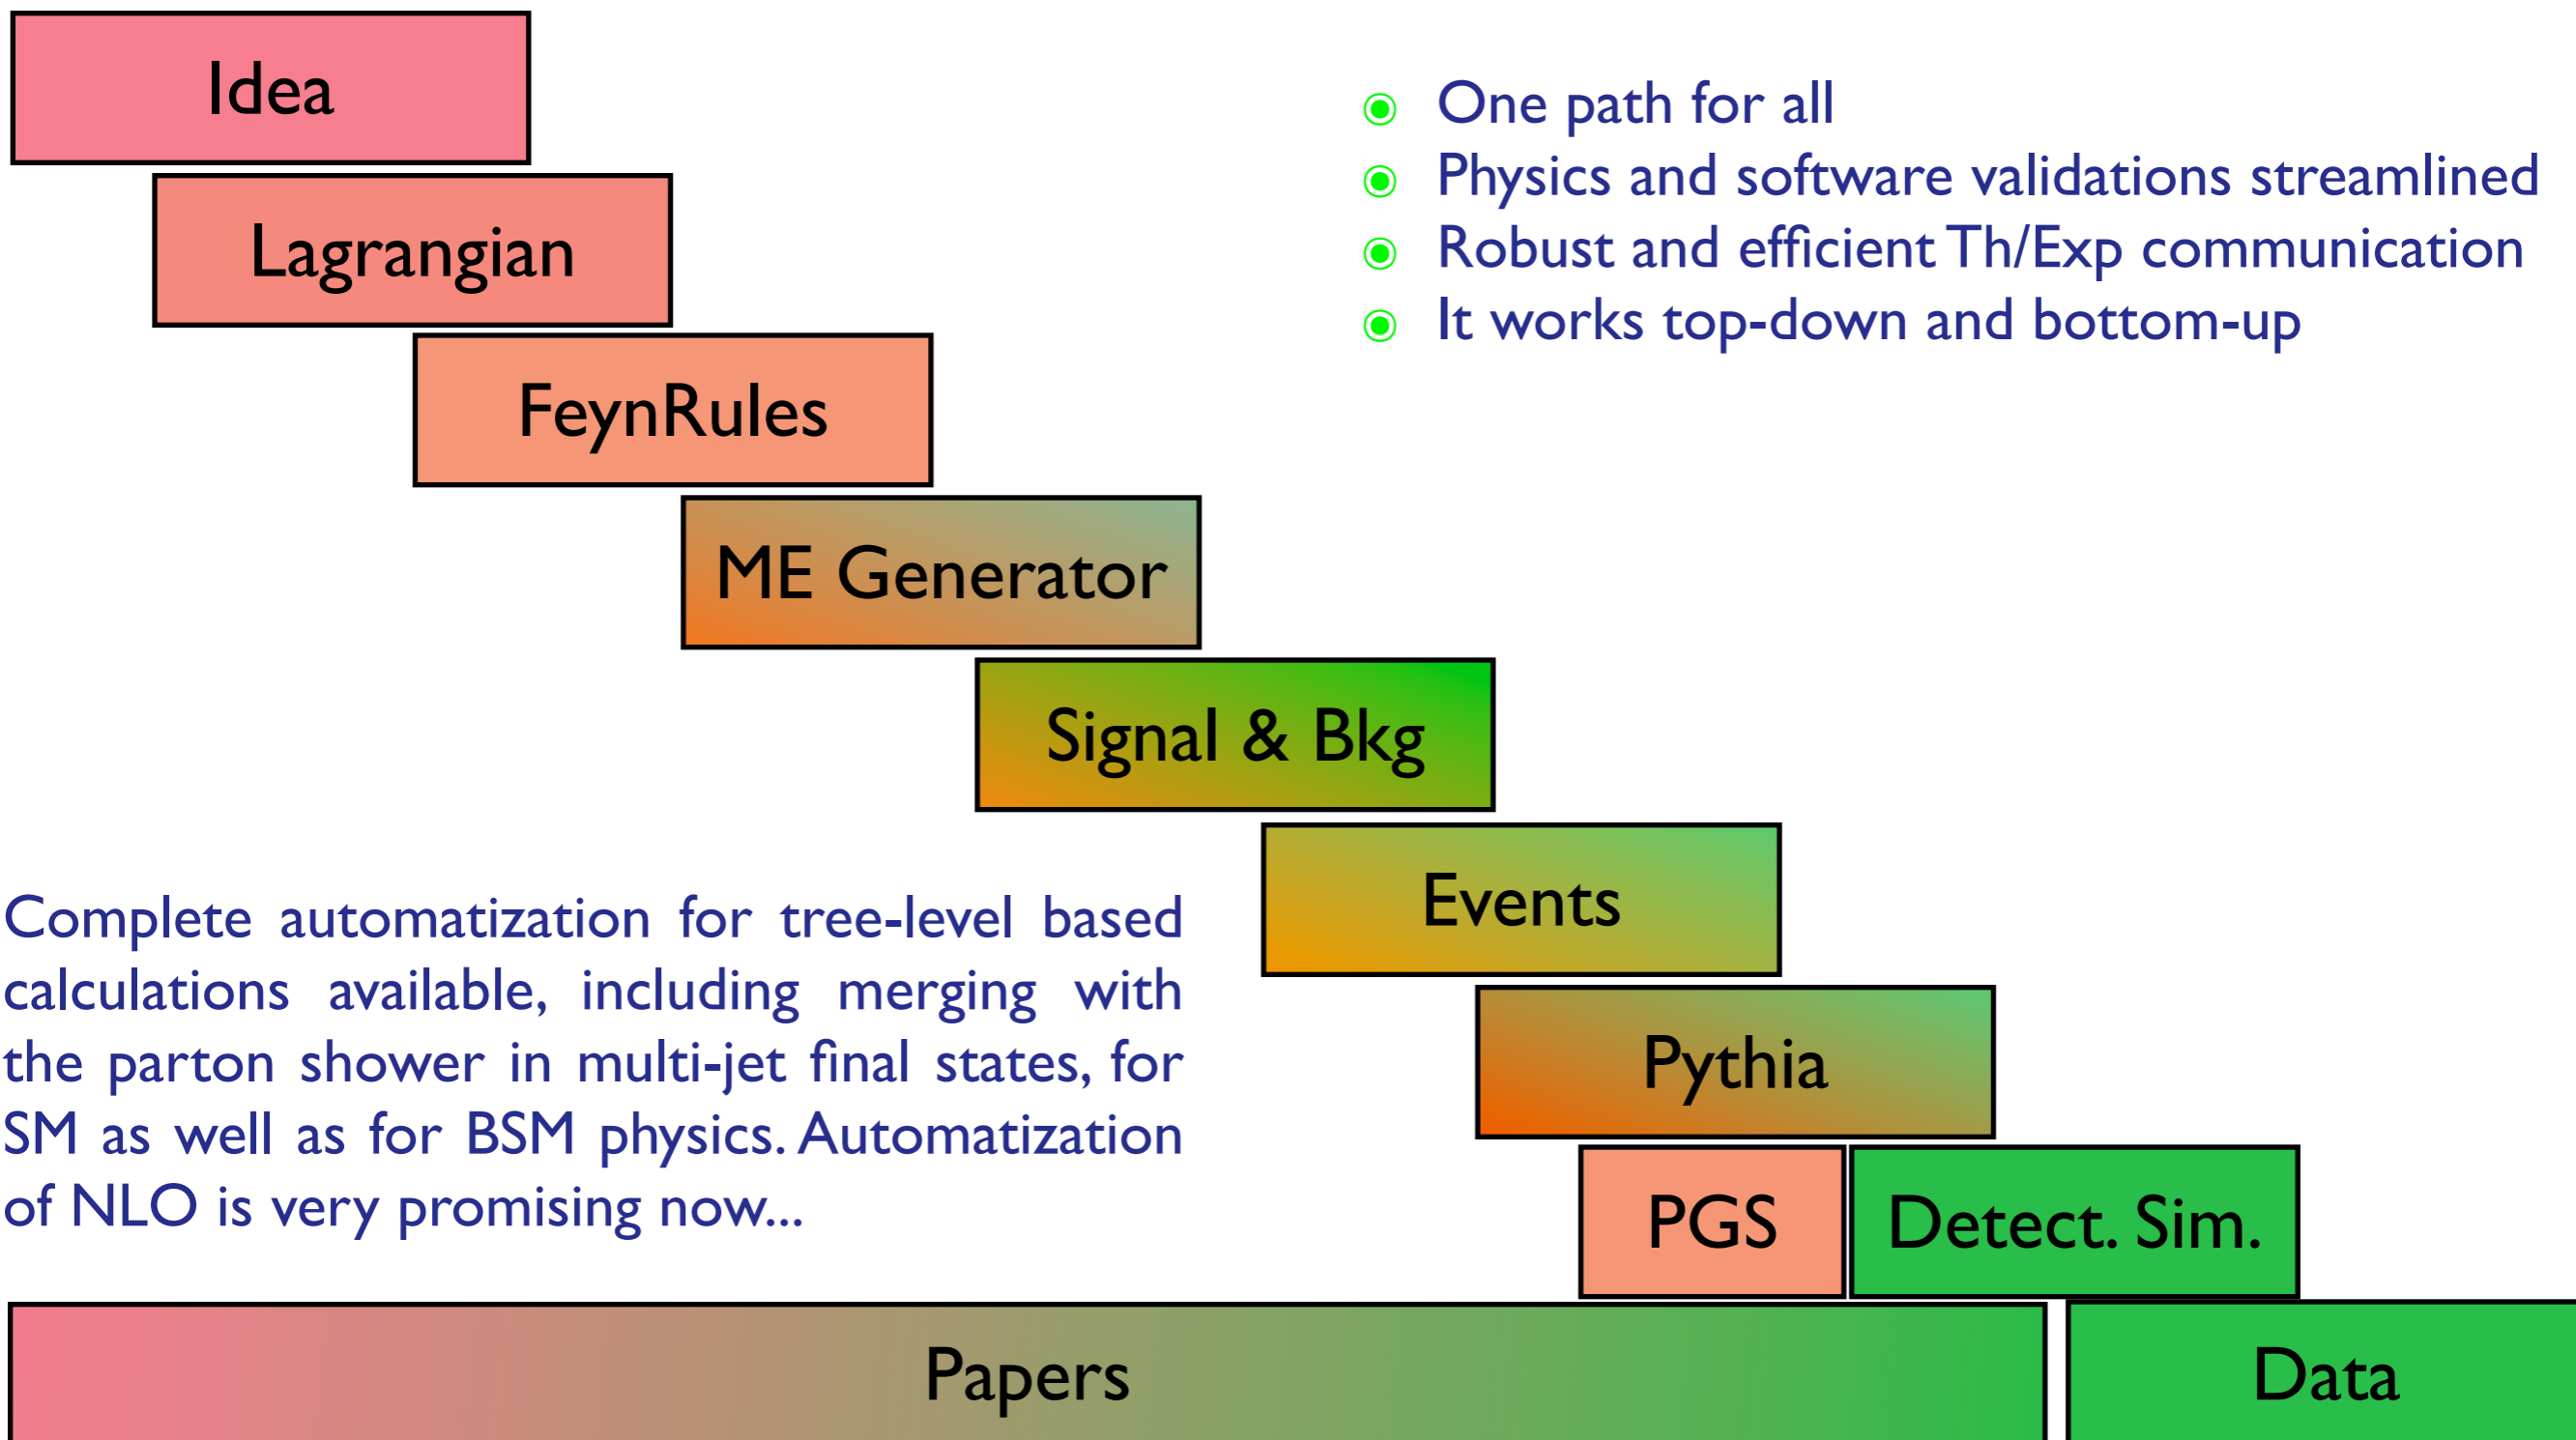 Idea
Lagrangian
FeynRules
ME Generator
Signal & Bkg
Events
Pythia
PGS
Detect. Sim.
Papers
Data
One path for all
Physics and software validations streamlined
Robust and efficient Th/Exp communication
It works top-down and bottom-up
Complete automatization for tree-level based
calculations available, including merging with
the parton shower in multi-jet final states, for
SM as well as for BSM physics. Automatization
of NLO is very promising now...